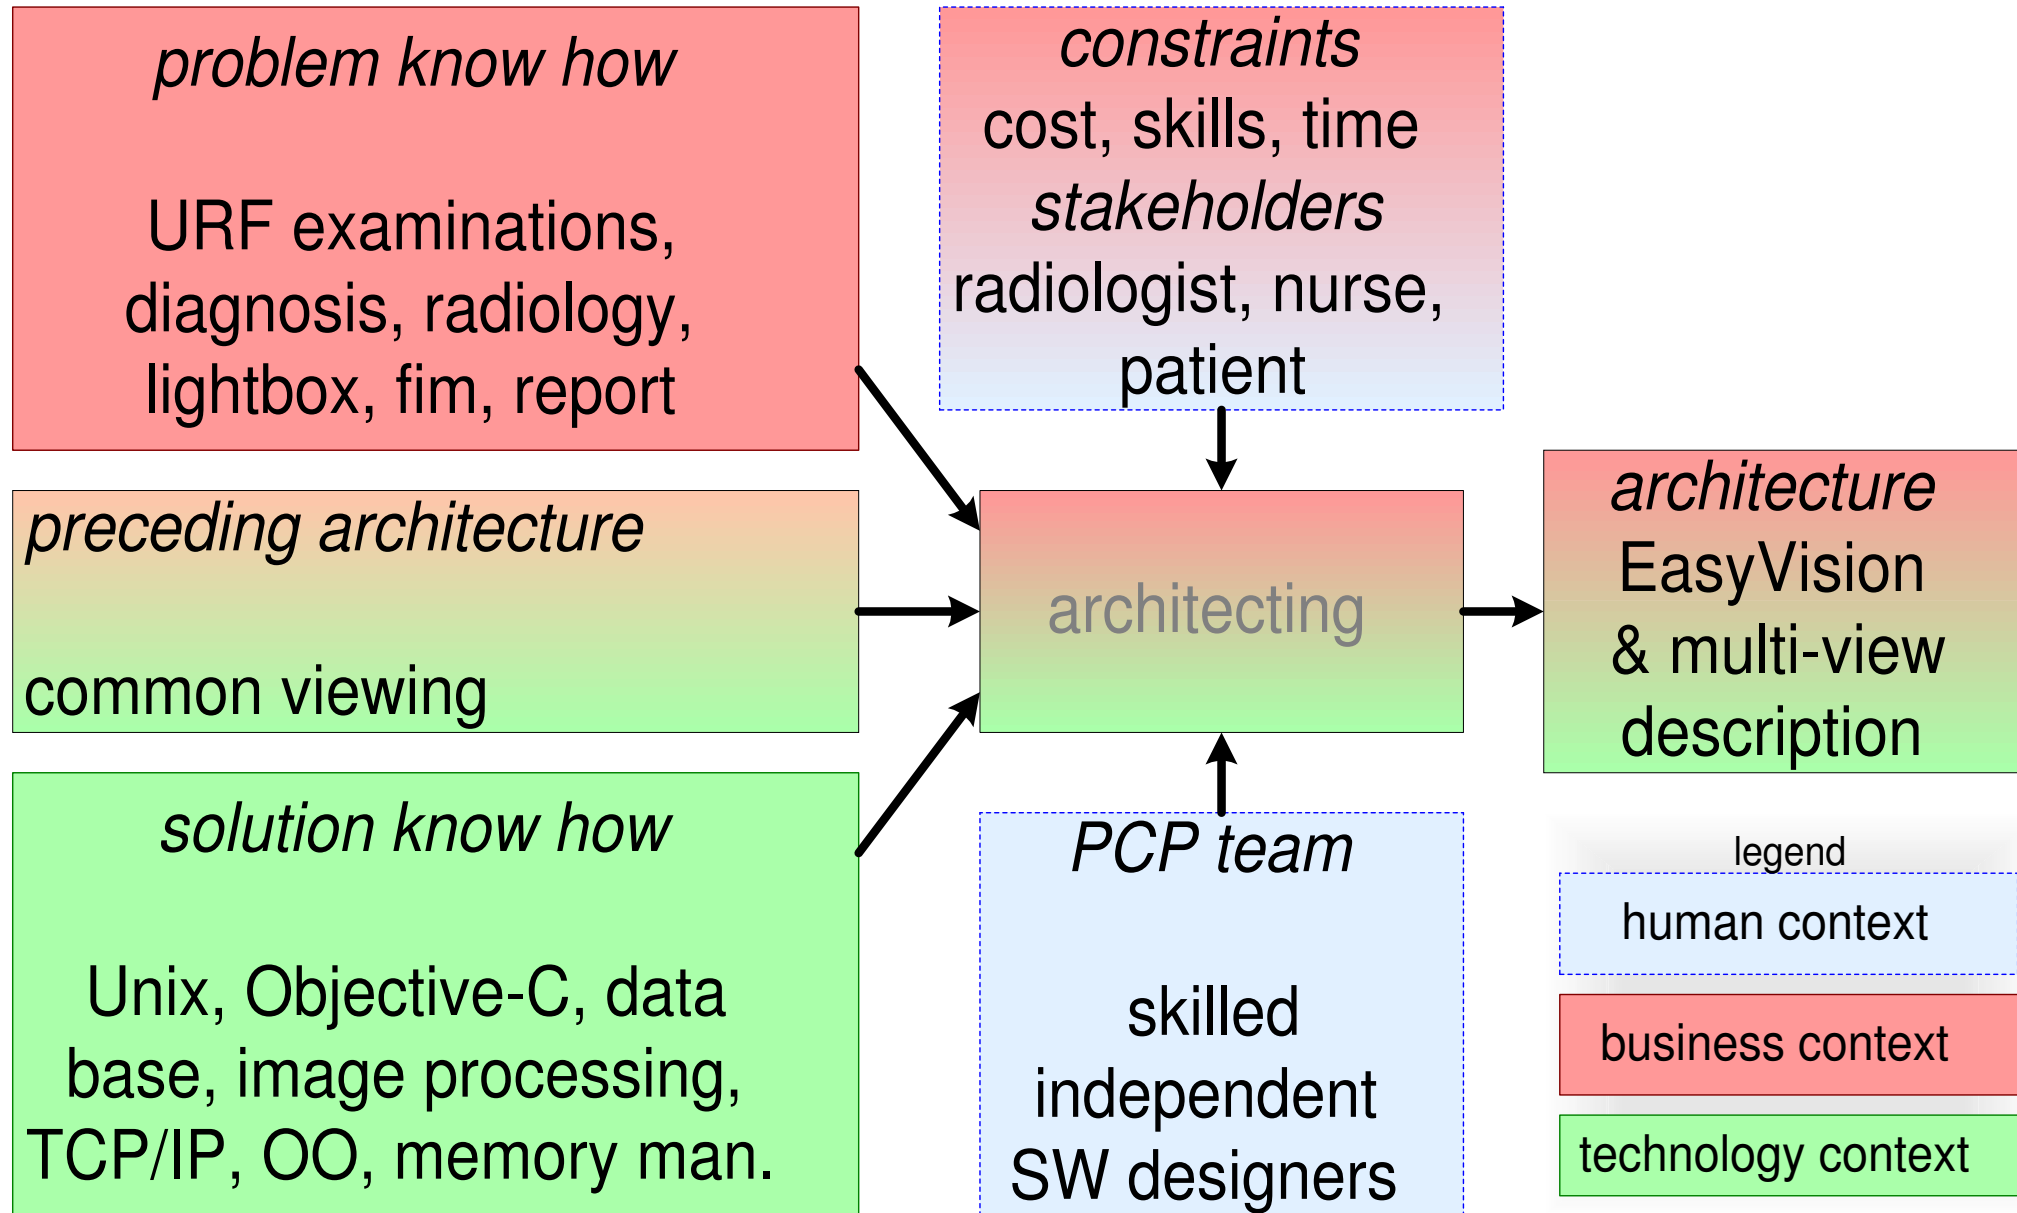 problem know how
URF examinations,
diagnosis, radiology,
lightbox, fim, report
constraints
cost, skills, time
stakeholders
radiologist, nurse,
patient
preceding architecture
common viewing
architecting
architecture
EasyVision
& multi-view
description
solution know how
Unix, Objective-C, data
base, image processing,
TCP/IP, OO, memory man.
PCP team
skilled
independent
SW designers
legend
human context
business context
technology context